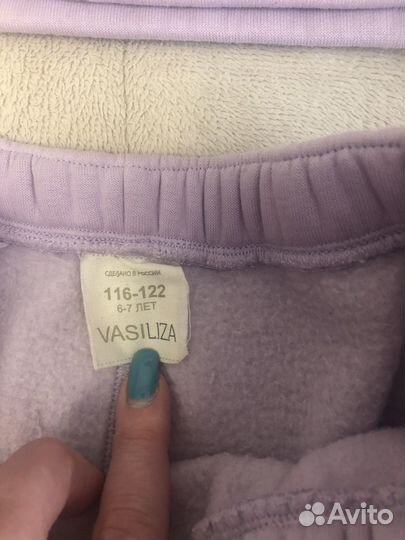 СДЕЛАНО В РОССИИ
116-122
6-7 ЛЕТ
VASILIZA
Avito